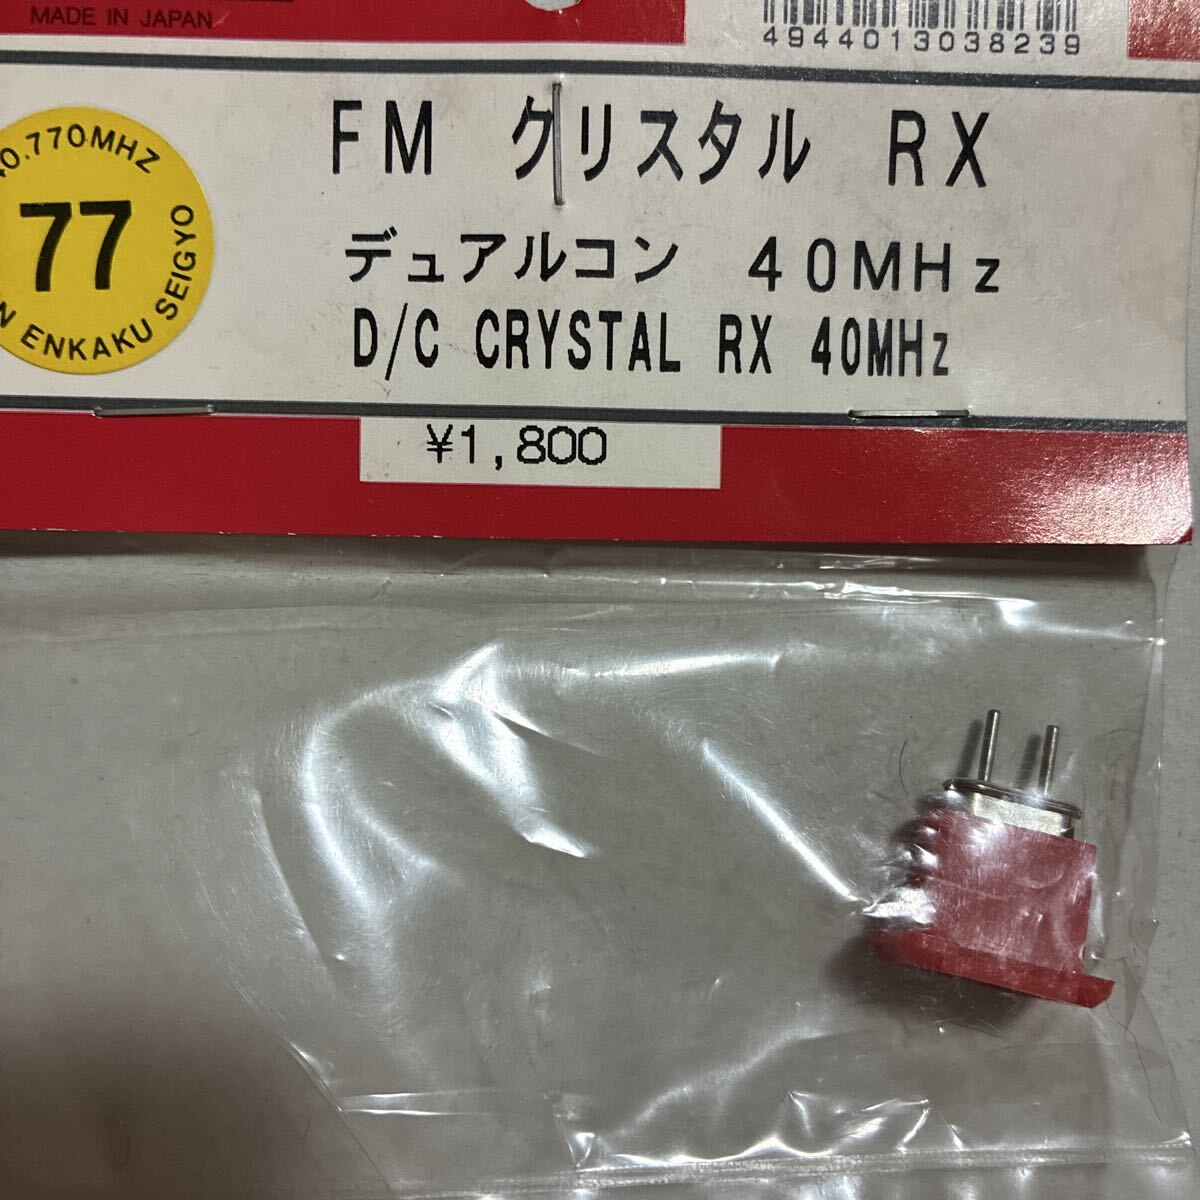 MADE IN JAPAN
4944013038239
0.770MHZ
77
ENKAKU SEIGYO
FM クリスタル RX
デュアルコン 40MHz
D/C CRYSTAL RX 40MHz
¥1,800